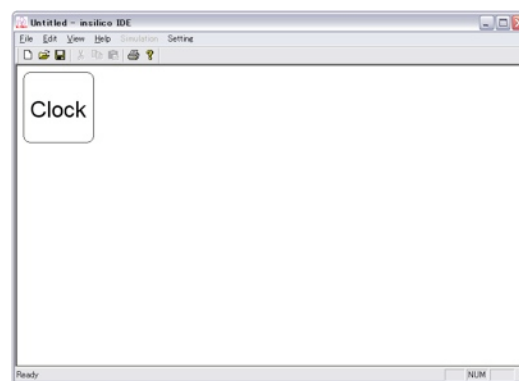 Untitled - insilico IDE
File Edit View Help Simulation Setting
Clock
Ready NUM